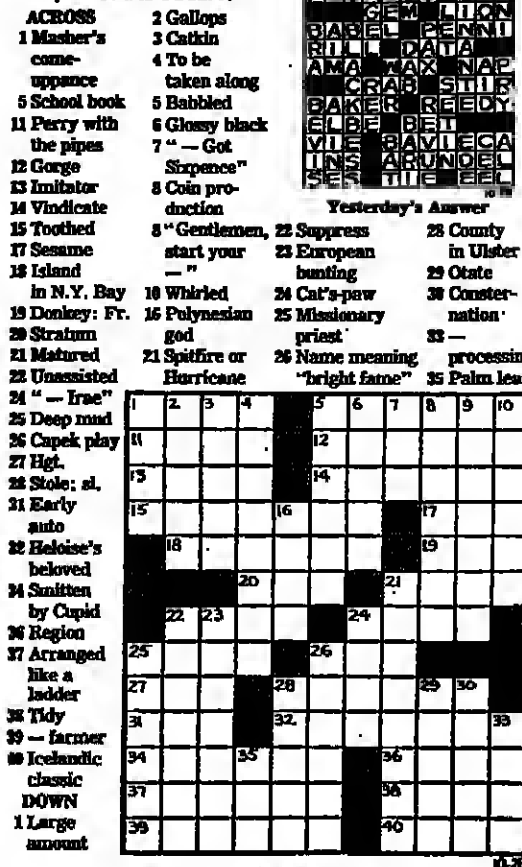 ACROSS
1 Masher's
come-
uppance
5 School book
11 Perry with
the pipes
12 Gorge
13 Imitator
14 Vindicate
15 Toothed
17 Sesame
18 Island
in N.Y. Bay
19 Donkey: Fr.
20 Stratum
21 Matured
22 Unassisted
24 " — Irae"
25 Deep mud
26 Capek play
27 Hgt.
28 Stole: sl.
31 Early
auto
32 Heloise's
beloved
34 Smitten
by Cupid
36 Region
37 Arranged
like a
ladder
38 Tidy
39 — farmer
40 Icelandic
classic
DOWN
1 Large
amount
2 Gallops
3 Catkin
4 To be
taken along
5 Babbled
6 Glossy black
7 " — Got
Sixpence"
8 Coin pro-
duction
8 "Gentlemen,
start your
— "
10 Whirled
16 Polynesian
god
21 Spitfire or
Hurricane
22 Suppress
23 European
bunting
24 Cat's-paw
25 Missionary
priest
26 Name meaning
"bright fame"
28 County
in Ulster
29 Otate
30 Conster-
nation
33 —
processin
35 Palm lea
GEM LION
BABEL PENNI
RILL DATA
AMA WAX NAP
CRAB STIR
BAKER REEDY
ELBE BET
VIE BAVIECA
INS ARUNDEL
SES TIE EEL
Yesterday's Answer
1 2 3 4 5 6 7 8 9 10
11 12
13 14
15 16 17
18 19
20 21
22 23 24
25 26
27 28 29 30
31 32 33
34 35 36
37 38
39 40